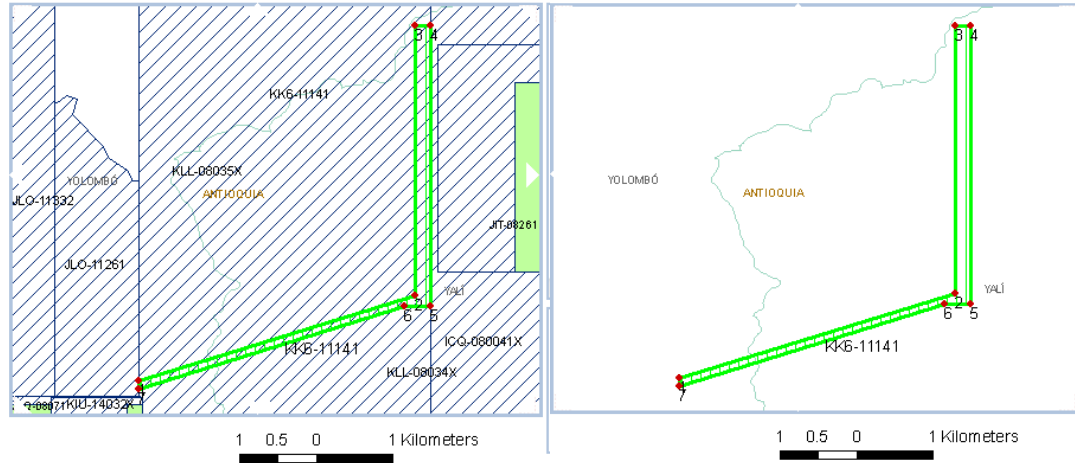 3 4
KK6-11141
KLL-08035X
YOLOMBÓ
ANTIOQUIA
JLO-11332
JIT-08261
JLO-11261
YALÍ
2
6 5
ICQ-080041X
KK6-11141
KLL-08034X
7
KIU-14032X
1 0.5 0 1 Kilometers
3 4
YOLOMBÓ
ANTIOQUIA
YALÍ
2
6 5
KK6-11141
7
1 0.5 0 1 Kilometers